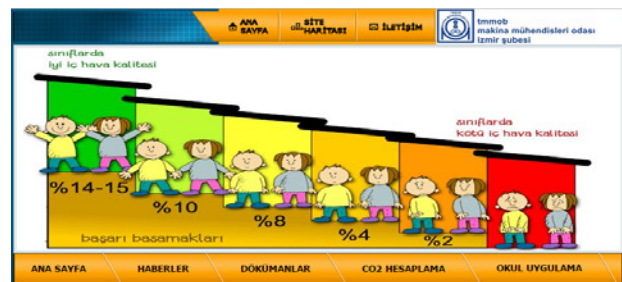 ANA SAYFA
SİTE HARİTASI
İLETİŞİM
tmmob
makina mühendisleri odası
izmir şubesi
sınıflarda
iyi iç hava kalitesi
sınıflarda
kötü iç hava kalitesi
%14-15
%10
%8
%4
%2
başarı basamakları
ANA SAYFA
HABERLER
DÖKÜMANLAR
CO2 HESAPLAMA
OKUL UYGULAMA